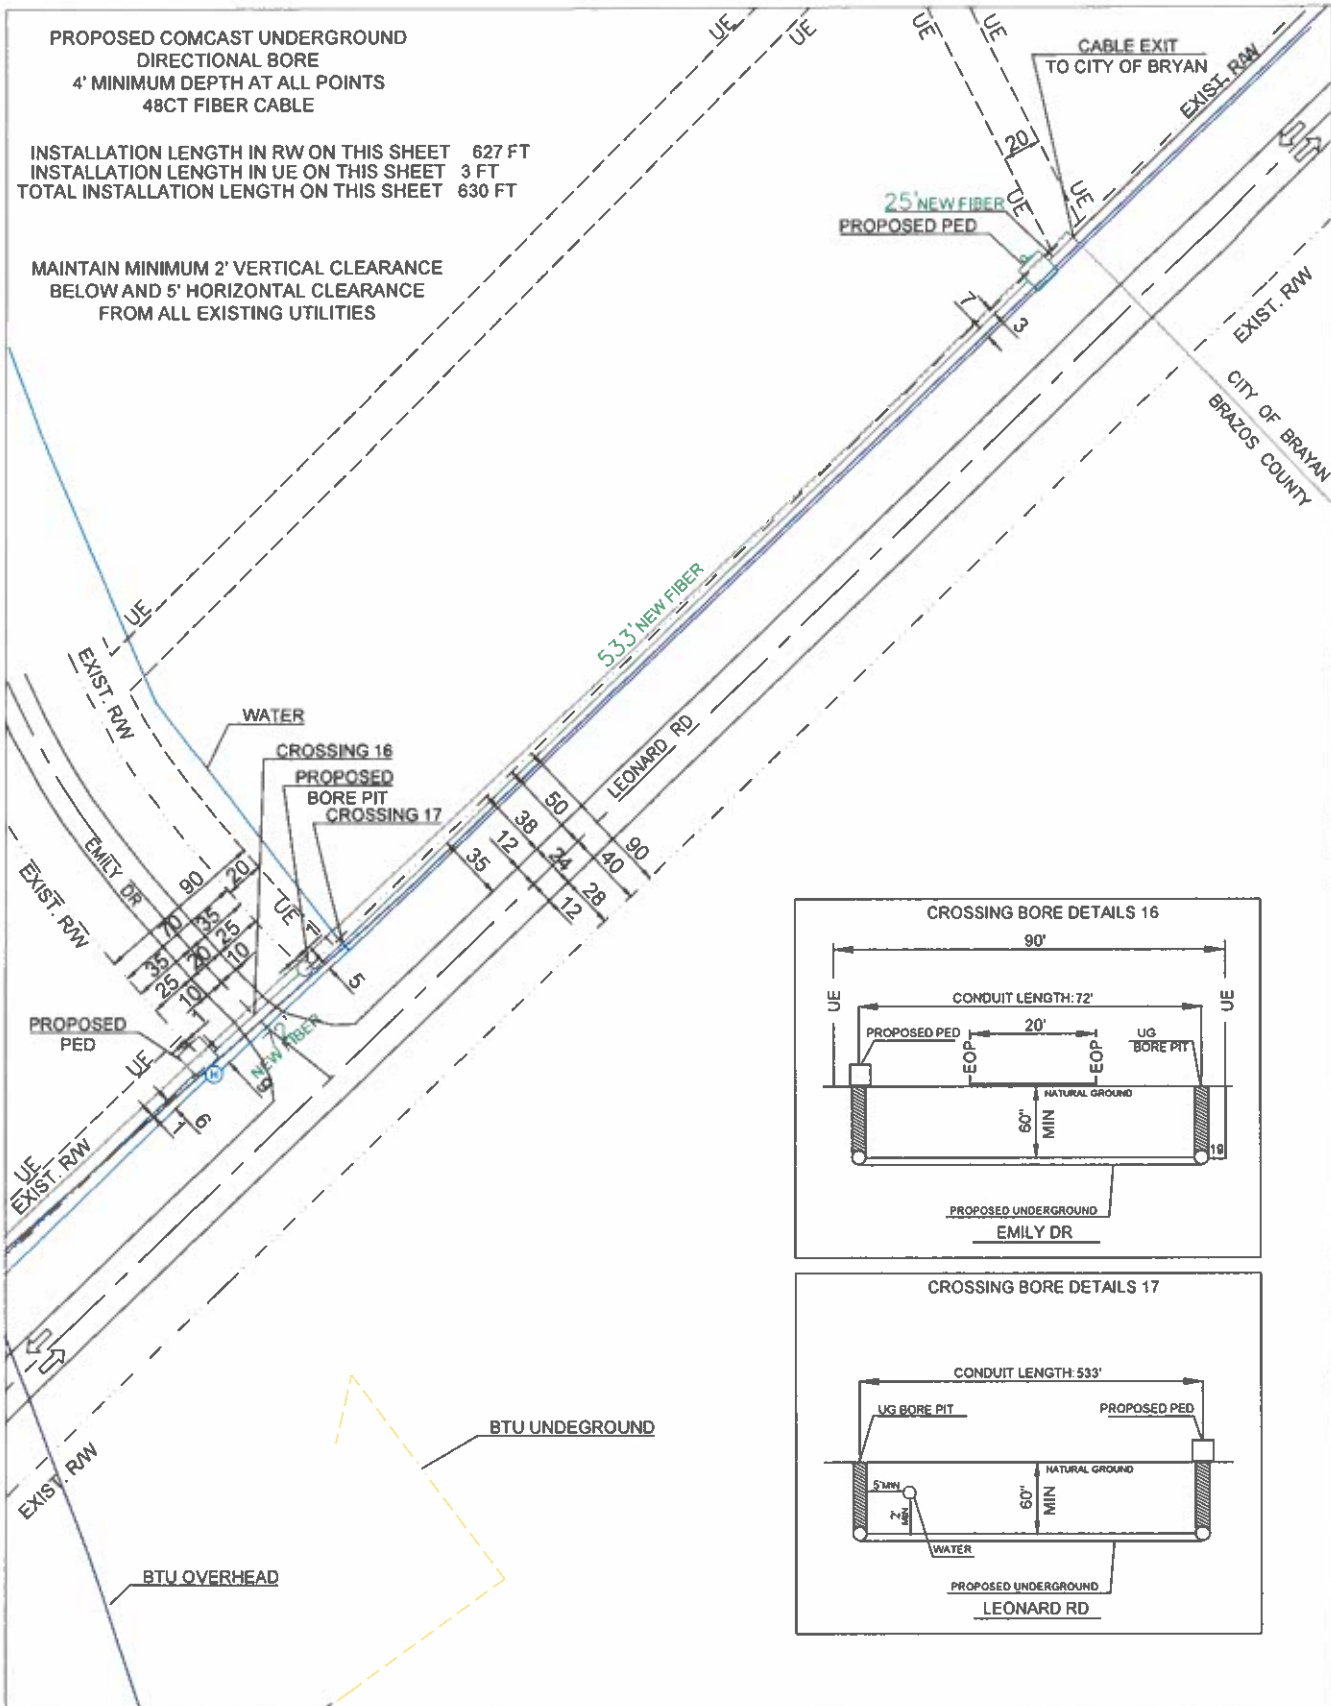 PROPOSED COMCAST UNDERGROUND
DIRECTIONAL BORE
4' MINIMUM DEPTH AT ALL POINTS
48CT FIBER CABLE
INSTALLATION LENGTH IN RW ON THIS SHEET 627 FT
INSTALLATION LENGTH IN UE ON THIS SHEET 3 FT
TOTAL INSTALLATION LENGTH ON THIS SHEET 630 FT
MAINTAIN MINIMUM 2' VERTICAL CLEARANCE
BELOW AND 5' HORIZONTAL CLEARANCE
FROM ALL EXISTING UTILITIES
UE
UE
UE
UE
CABLE EXIT
TO CITY OF BRYAN
EXIST. R/W
20
UE
UE
25' NEW FIBER
PROPOSED PED
7
3
EXIST. R/W
CITY OF BRAYAN
BRAZOS COUNTY
533' NEW FIBER
LEONARD RD
UE
EXIST. R/W
WATER
CROSSING 16
PROPOSED
BORE PIT
CROSSING 17
50
90
38
40
12
24
28
35
12
EMILY DR
EXIST. R/W
90
20
70
35
35
25
25
20
10
10
UE
1
5
72'
NEW FIBER
PROPOSED
PED
UE
H
9
6
1
UE
EXIST. R/W
EXIST. R/W
BTU UNDEGROUND
BTU OVERHEAD
CROSSING BORE DETAILS 16
90'
UE
UE
CONDUIT LENGTH: 72'
PROPOSED PED
20'
UG
BORE PIT
EOP
EOP
NATURAL GROUND
60"
MIN
19
PROPOSED UNDERGROUND
EMILY DR
CROSSING BORE DETAILS 17
CONDUIT LENGTH: 533'
UG BORE PIT
PROPOSED PED
NATURAL GROUND
5'MIN
2'
MIN
60"
MIN
WATER
PROPOSED UNDERGROUND
LEONARD RD